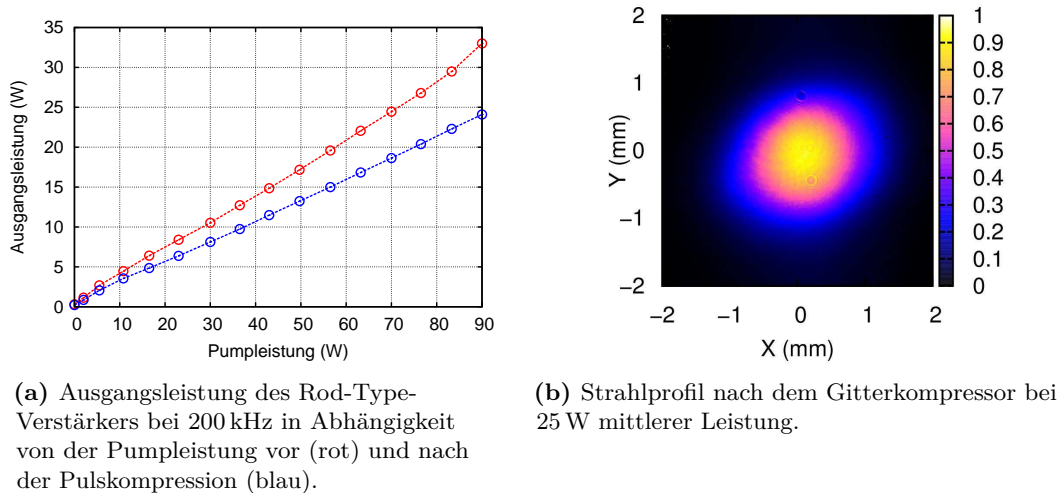 35
30
25
20
15
10
5
0
Ausgangsleistung (W)
0 10 20 30 40 50 60 70 80 90
Pumpleistung (W)
2
1
0
−1
−2
Y (mm)
−2 −1 0 1 2
X (mm)
1
0.9
0.8
0.7
0.6
0.5
0.4
0.3
0.2
0.1
0
(a) Ausgangsleistung des Rod-Type-
Verstärkers bei 200 kHz in Abhängigkeit
von der Pumpleistung vor (rot) und nach
der Pulskompression (blau).
(b) Strahlprofil nach dem Gitterkompressor bei
25 W mittlerer Leistung.